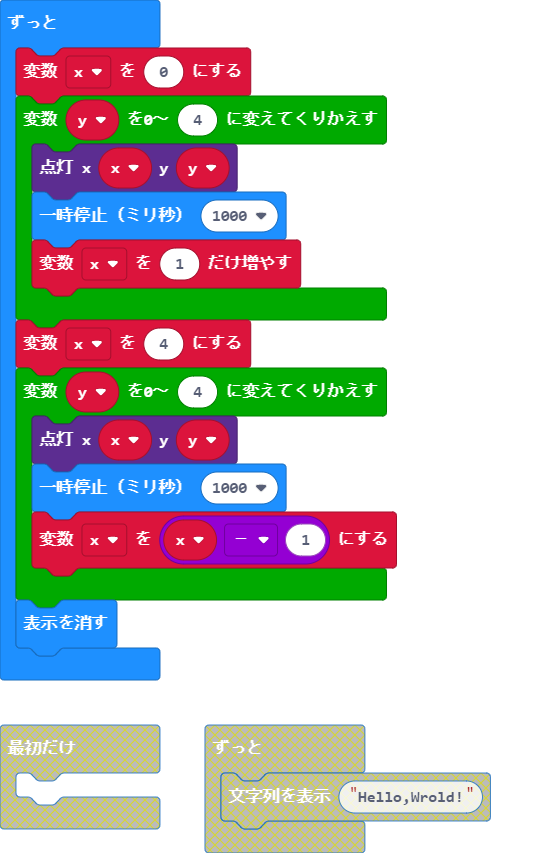 ずっと
変数 x を 0 にする
変数 y を0～ 4 に変えてくりかえす
点灯 x x y y
一時停止（ミリ秒） 1000
変数 x を 1 だけ増やす
変数 x を 4 にする
変数 y を0～ 4 に変えてくりかえす
点灯 x x y y
一時停止（ミリ秒） 1000
変数 x を x - 1 にする
表示を消す
最初だけ
ずっと
文字列を表示 "Hello,Wrold!"